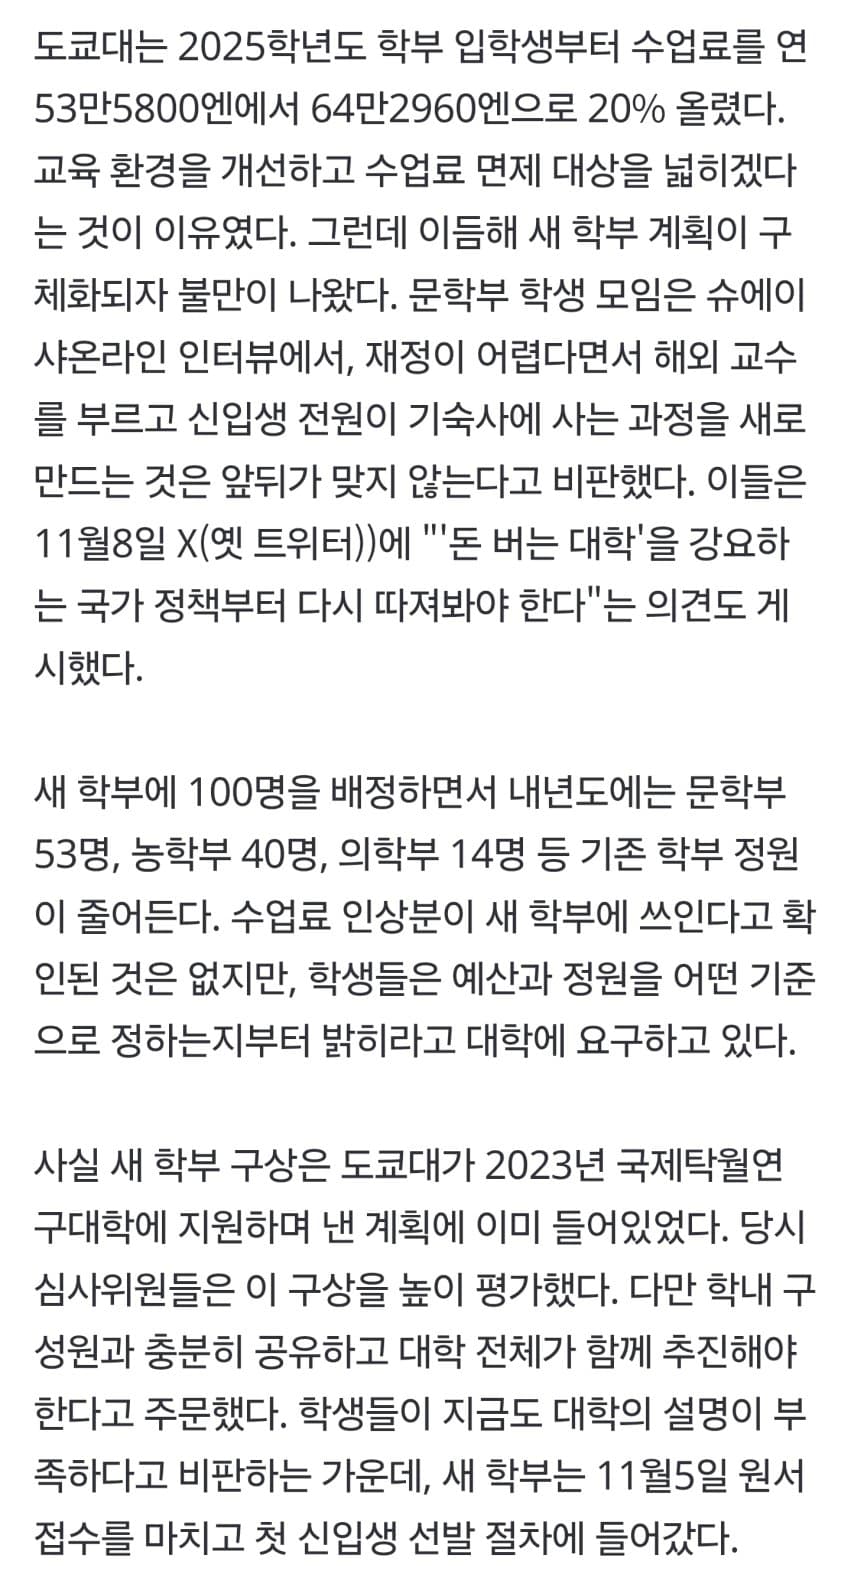 도쿄대는 2025학년도 학부 입학생부터 수업료를 연
53만5800엔에서 64만2960엔으로 20% 올렸다.
교육 환경을 개선하고 수업료 면제 대상을 넓히겠다
는 것이 이유였다. 그런데 이듬해 새 학부 계획이 구
체화되자 불만이 나왔다. 문학부 학생 모임은 슈에이
샤온라인 인터뷰에서, 재정이 어렵다면서 해외 교수
를 부르고 신입생 전원이 기숙사에 사는 과정을 새로
만드는 것은 앞뒤가 맞지 않는다고 비판했다. 이들은
11월8일 X(옛 트위터))에 "'돈 버는 대학'을 강요하
는 국가 정책부터 다시 따져봐야 한다"는 의견도 게
시했다.
새 학부에 100명을 배정하면서 내년도에는 문학부
53명, 농학부 40명, 의학부 14명 등 기존 학부 정원
이 줄어든다. 수업료 인상분이 새 학부에 쓰인다고 확
인된 것은 없지만, 학생들은 예산과 정원을 어떤 기준
으로 정하는지부터 밝히라고 대학에 요구하고 있다.
사실 새 학부 구상은 도쿄대가 2023년 국제탁월연
구대학에 지원하며 낸 계획에 이미 들어있었다. 당시
심사위원들은 이 구상을 높이 평가했다. 다만 학내 구
성원과 충분히 공유하고 대학 전체가 함께 추진해야
한다고 주문했다. 학생들이 지금도 대학의 설명이 부
족하다고 비판하는 가운데, 새 학부는 11월5일 원서
접수를 마치고 첫 신입생 선발 절차에 들어갔다.